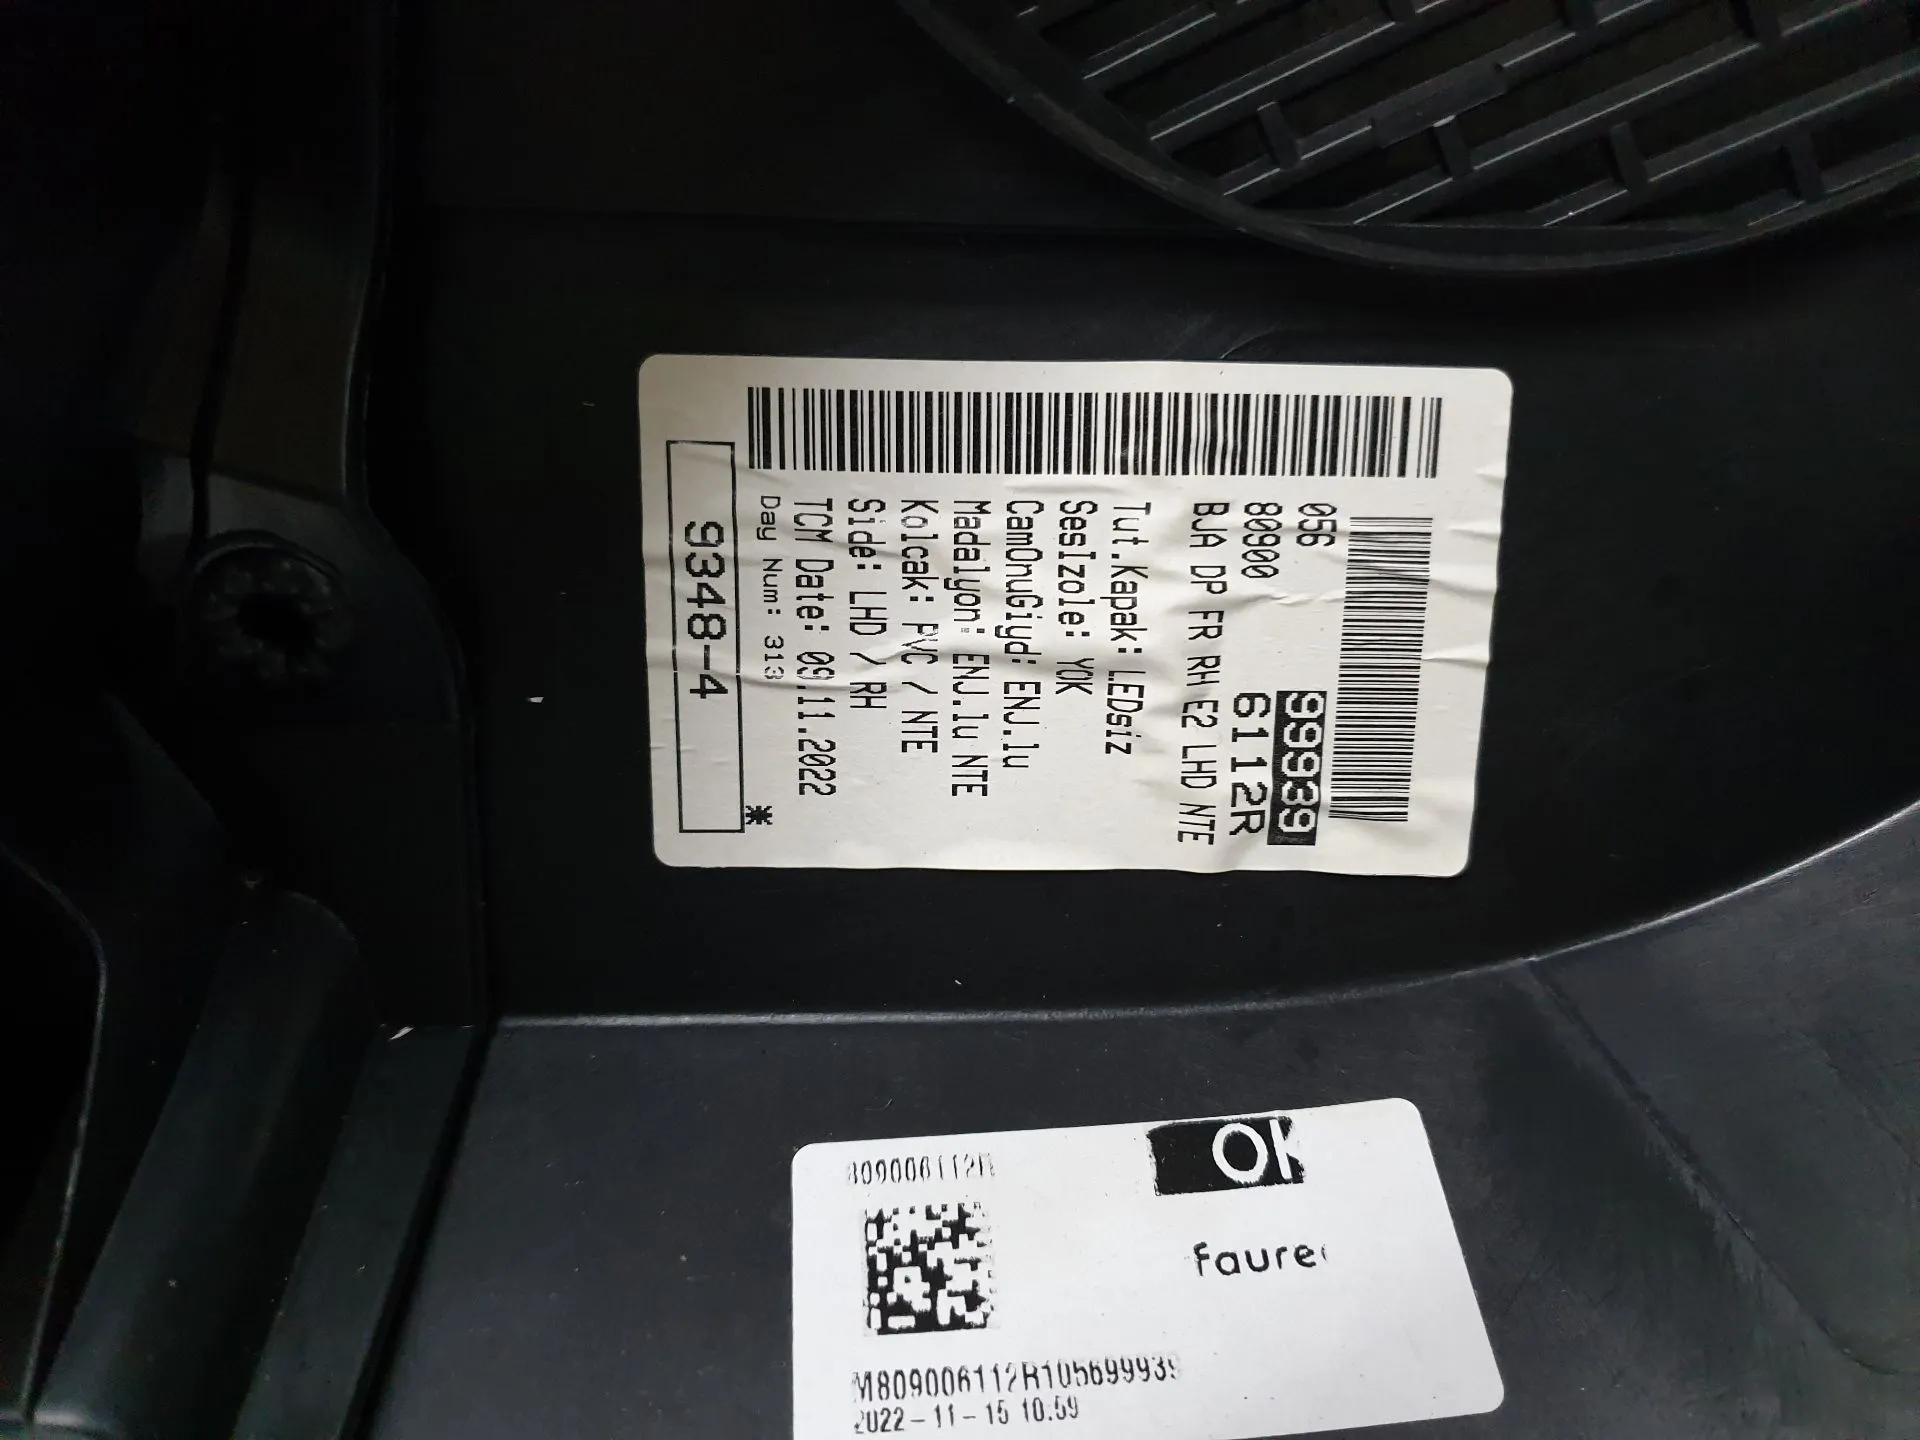 056
99939
80900
6112R
BJA DP FR RH E2 LHD NTE
Tut.Kapak: LEDsiz
SesIzole: YOK
CamOnuGiyd: ENJ.lu
Madalyon: ENJ.lu NTE
Kolcak: PVC / NTE
Side: LHD / RH
TCM Date: 09.11.2022
Day Num: 313
*
9348-4
809006112R
OK
faure
M809006112R105699939
2022-11-15 10.59